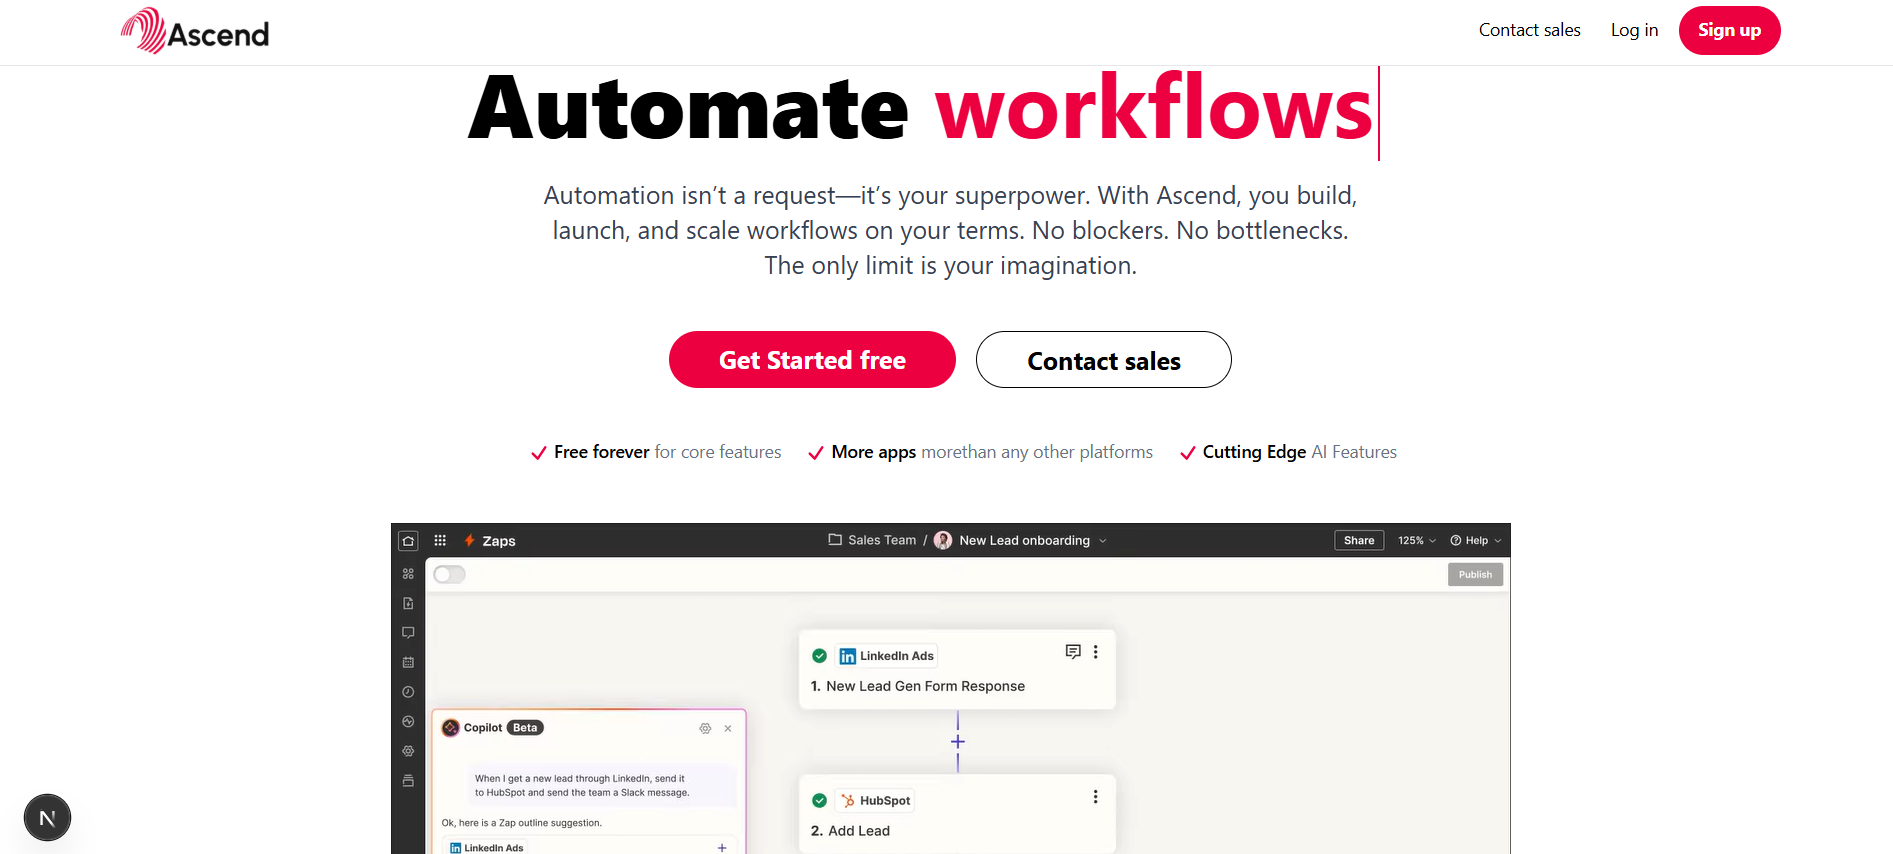 Ascend
Contact sales
Log in
Sign up
Automate workflows
Automation isn’t a request—it’s your superpower. With Ascend, you build,
launch, and scale workflows on your terms. No blockers. No bottlenecks.
The only limit is your imagination.
Get Started free
Contact sales
Free forever for core features
More apps morethan any other platforms
Cutting Edge AI Features
Zaps
Sales Team / New Lead onboarding
Share
125%
Help
Publish
LinkedIn Ads
1. New Lead Gen Form Response
Copilot Beta
When I get a new lead through LinkedIn, send it
to HubSpot and send the team a Slack message.
Ok, here is a Zap outline suggestion.
LinkedIn Ads
HubSpot
2. Add Lead
N